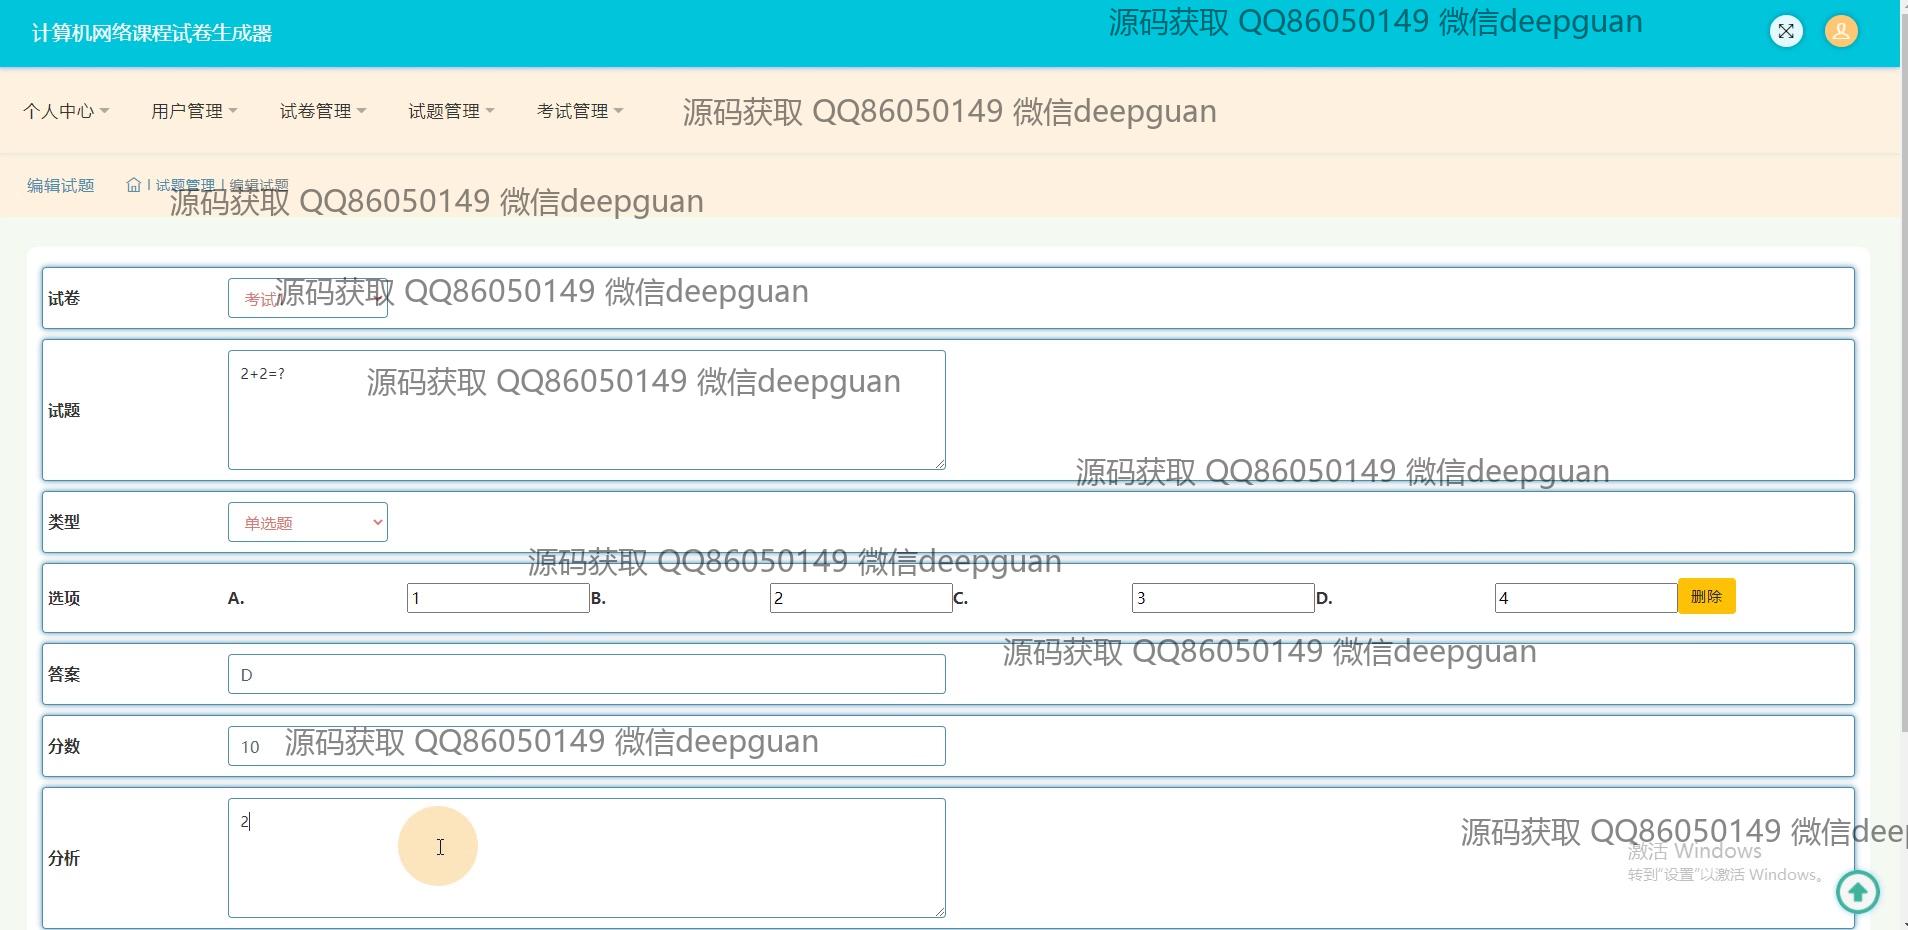 计算机网络课程试卷生成器
源码获取 QQ86050149 微信deepguan
个人中心 用户管理 试卷管理 试题管理 考试管理
源码获取 QQ86050149 微信deepguan
编辑试题 | 试题管理 | 编辑试题
源码获取 QQ86050149 微信deepguan
试卷 考试
源码获取 QQ86050149 微信deepguan
试题 2+2=?
源码获取 QQ86050149 微信deepguan
源码获取 QQ86050149 微信deepguan
类型 单选题
源码获取 QQ86050149 微信deepguan
选项 A. 1 B. 2 C. 3 D. 4 删除
源码获取 QQ86050149 微信deepguan
答案 D
分数 10
源码获取 QQ86050149 微信deepguan
分析 2
源码获取 QQ86050149 微信deep
激活 Windows
转到"设置"以激活 Windows。